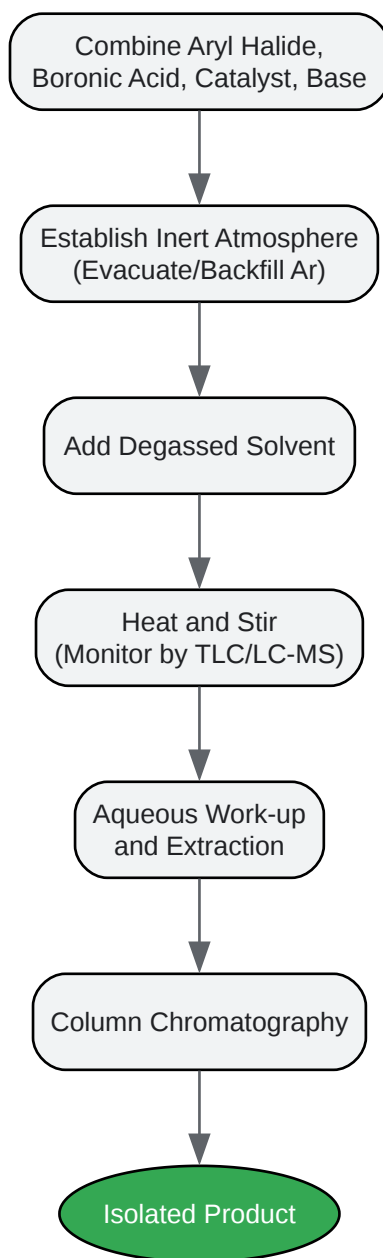 Combine Aryl Halide,
Boronic Acid, Catalyst, Base
Establish Inert Atmosphere
(Evacuate/Backfill Ar)
Add Degassed Solvent
Heat and Stir
(Monitor by TLC/LC-MS)
Aqueous Work-up
and Extraction
Column Chromatography
Isolated Product